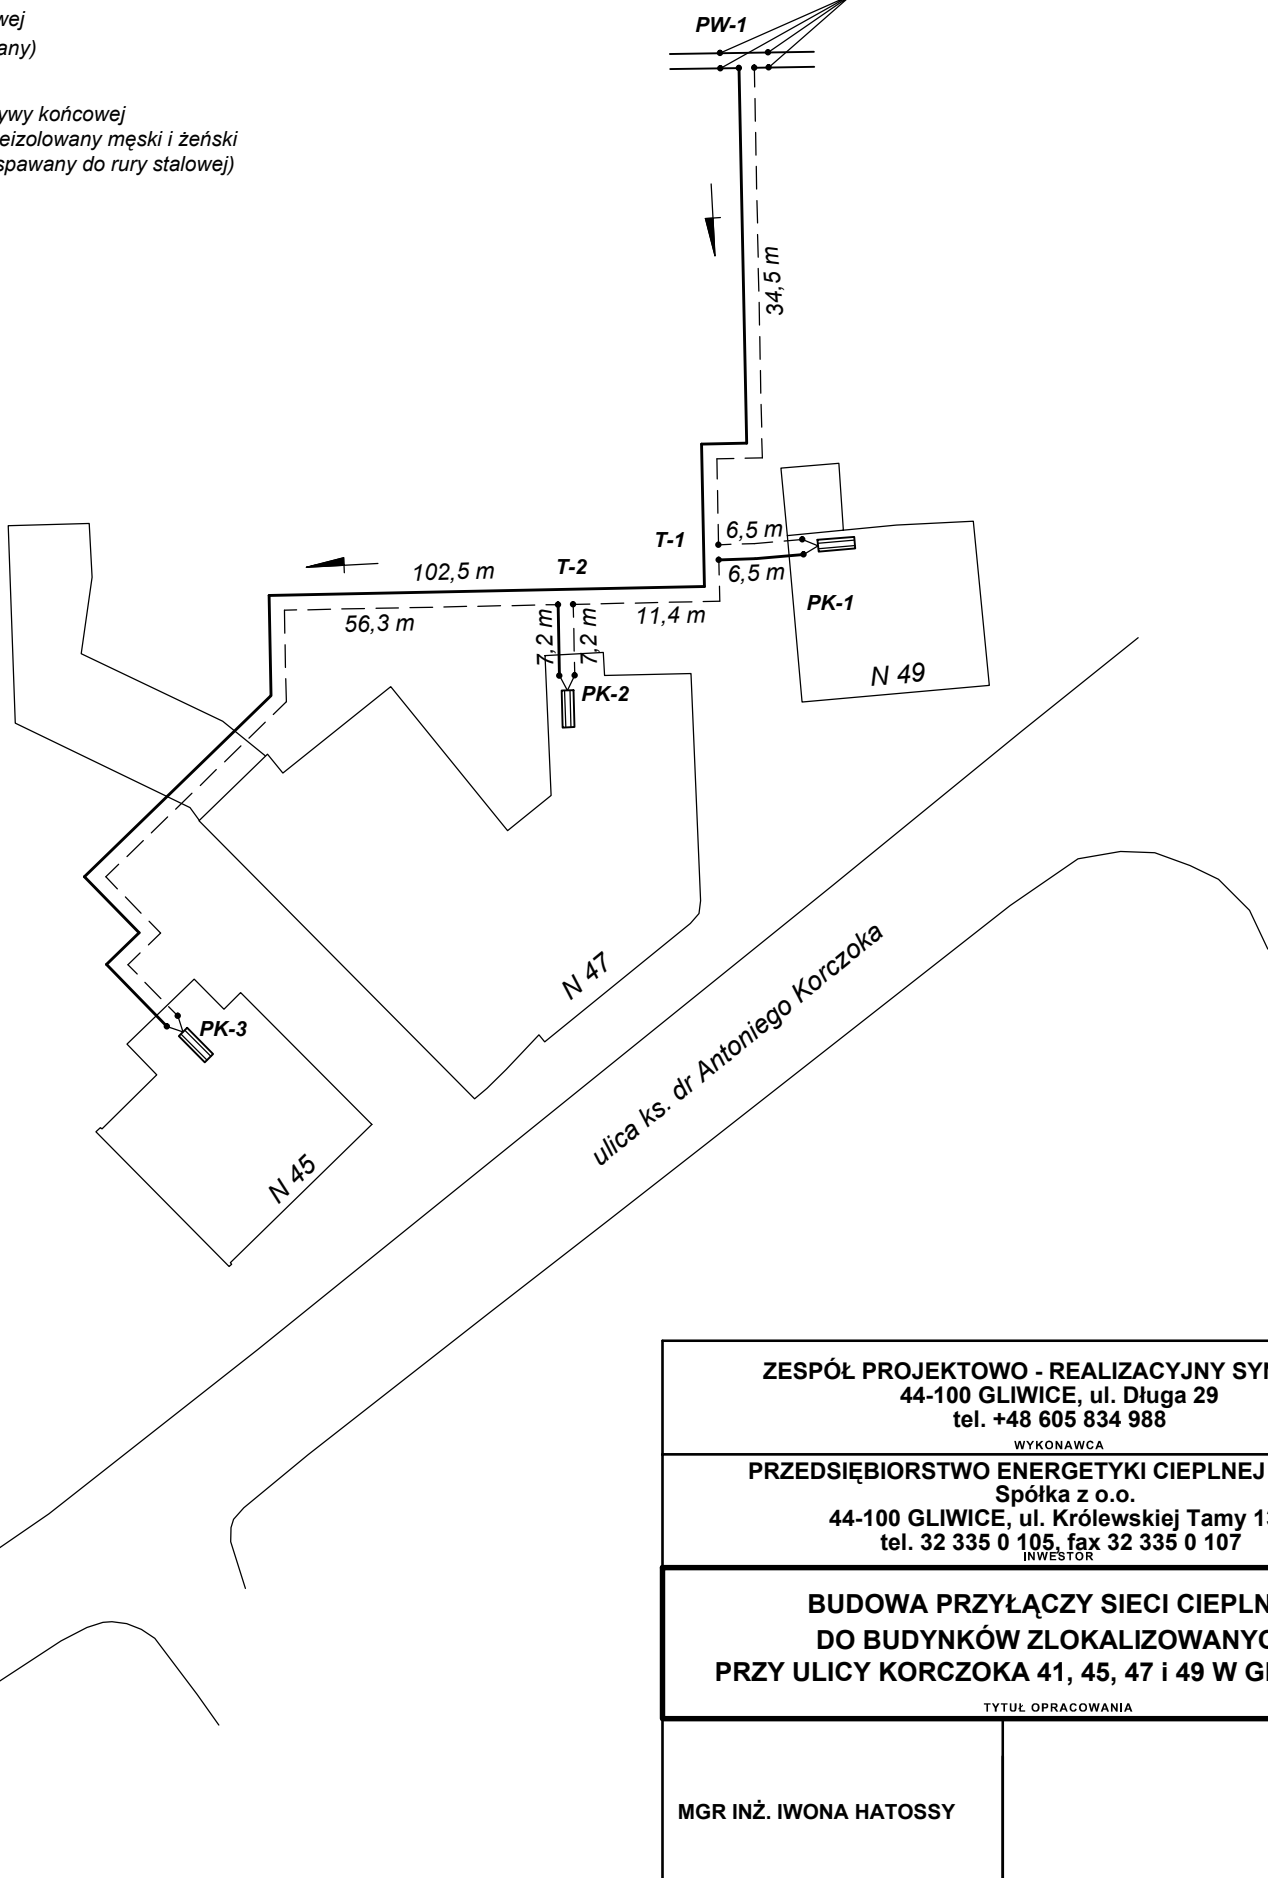 wej
any)
ywy końcowej
eizolowany męski i żeński
spawany do rury stalowej)
PW-1
34,5 m
T-1
6,5 m
6,5 m
PK-1
N 49
102,5 m
T-2
56,3 m
11,4 m
7,2 m
7,2 m
PK-2
N 47
PK-3
N 45
ulica ks. dr Antoniego Korczoka
ZESPÓŁ PROJEKTOWO - REALIZACYJNY
44-100 GLIWICE, ul. Długa 29
tel. +48 605 834 988
WYKONAWCA
PRZEDSIĘBIORSTWO ENERGETYKI CIEPLNEJ
Spółka z o.o.
44-100 GLIWICE, ul. Królewskiej Tamy
tel. 32 335 0 105, fax 32 335 0 107
INWESTOR
BUDOWA PRZYŁĄCZY SIECI CIEPLN
DO BUDYNKÓW ZLOKALIZOWANYC
PRZY ULICY KORCZOKA 41, 45, 47 i 49 W
TYTUŁ OPRACOWANIA
MGR INŻ. IWONA HATOSSY